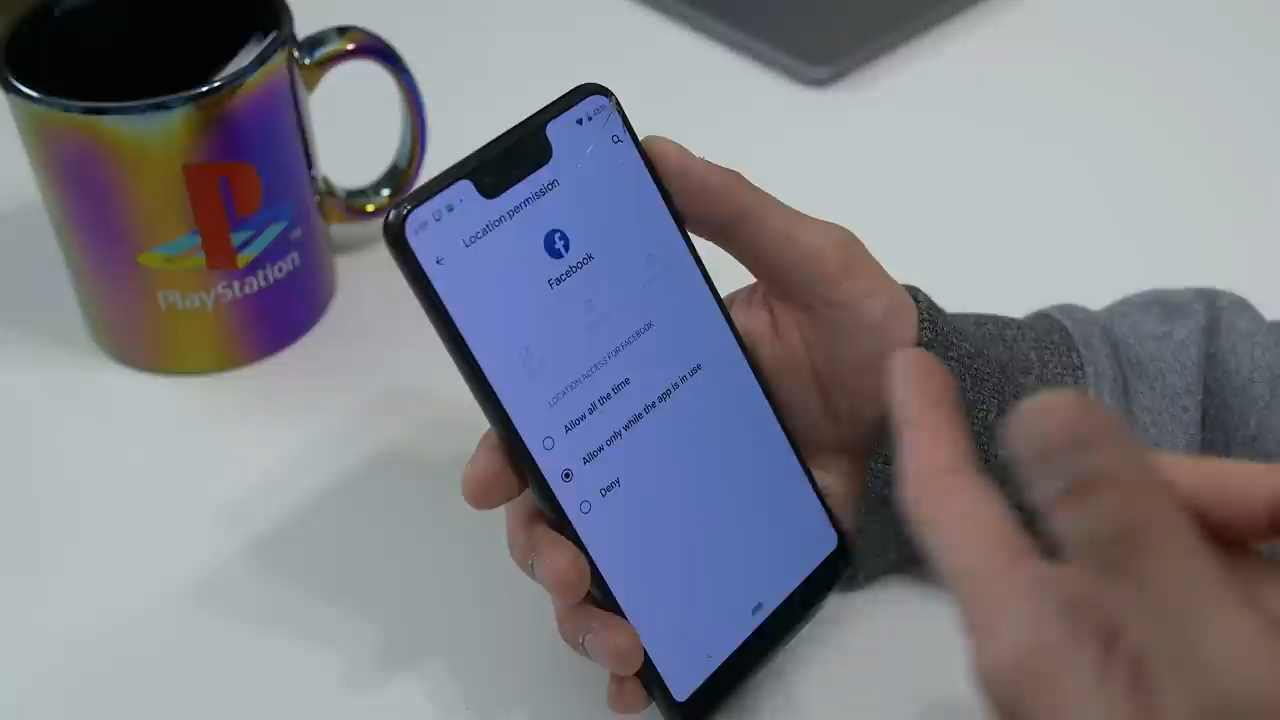 PlayStation
Location permission
Facebook
LOCATION ACCESS FOR FACEBOOK
Allow all the time
Allow only while the app is in use
Deny